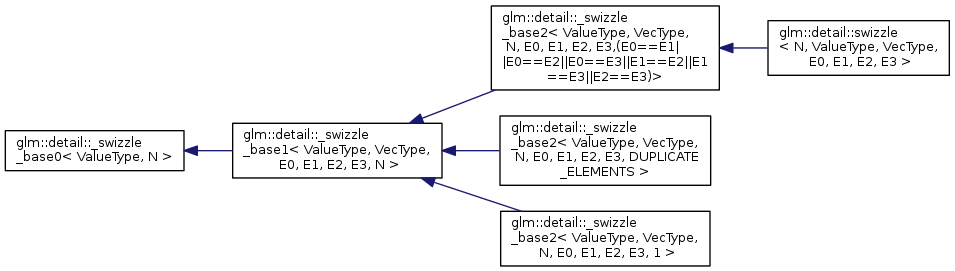 glm::detail::_swizzle
_base0< ValueType, N >
glm::detail::_swizzle
_base1< ValueType, VecType,
E0, E1, E2, E3, N >
glm::detail::_swizzle
_base2< ValueType, VecType,
N, E0, E1, E2, E3,(E0==E1|
|E0==E2||E0==E3||E1==E2||E1
==E3||E2==E3)>
glm::detail::swizzle
< N, ValueType, VecType,
E0, E1, E2, E3 >
glm::detail::_swizzle
_base2< ValueType, VecType,
N, E0, E1, E2, E3, DUPLICATE
_ELEMENTS >
glm::detail::_swizzle
_base2< ValueType, VecType,
N, E0, E1, E2, E3, 1 >